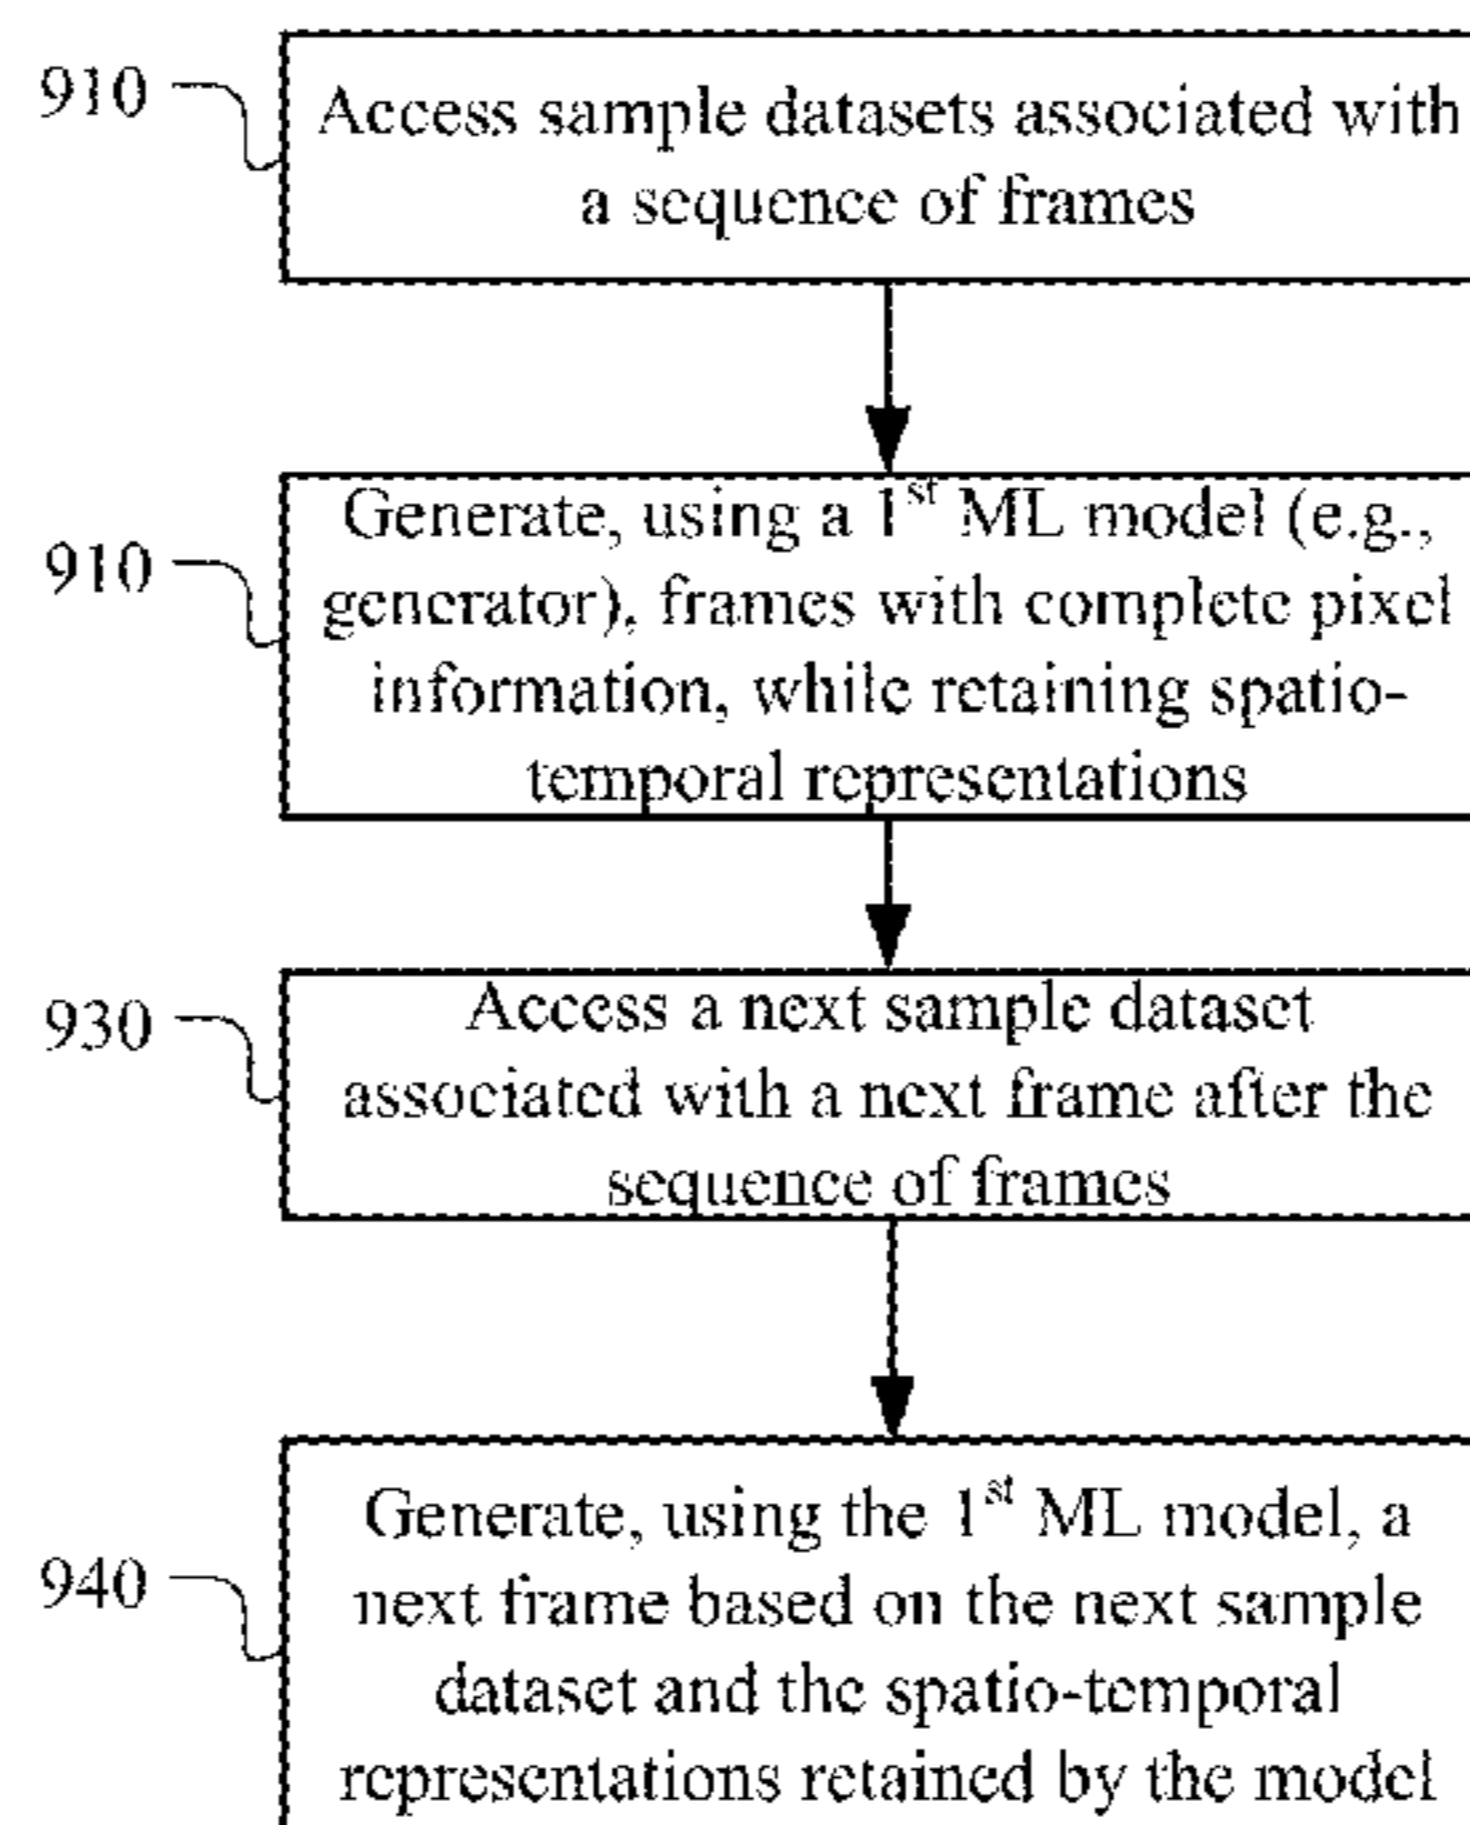 910
Access sample datasets associated with
a sequence of frames
910
Generate, using a 1st ML model (e.g.,
generator), frames with complete pixel
information, while retaining spatio-
temporal representations
930
Access a next sample dataset
associated with a next frame after the
sequence of frames
940
Generate, using the 1st ML model, a
next frame based on the next sample
dataset and the spatio-temporal
representations retained by the model